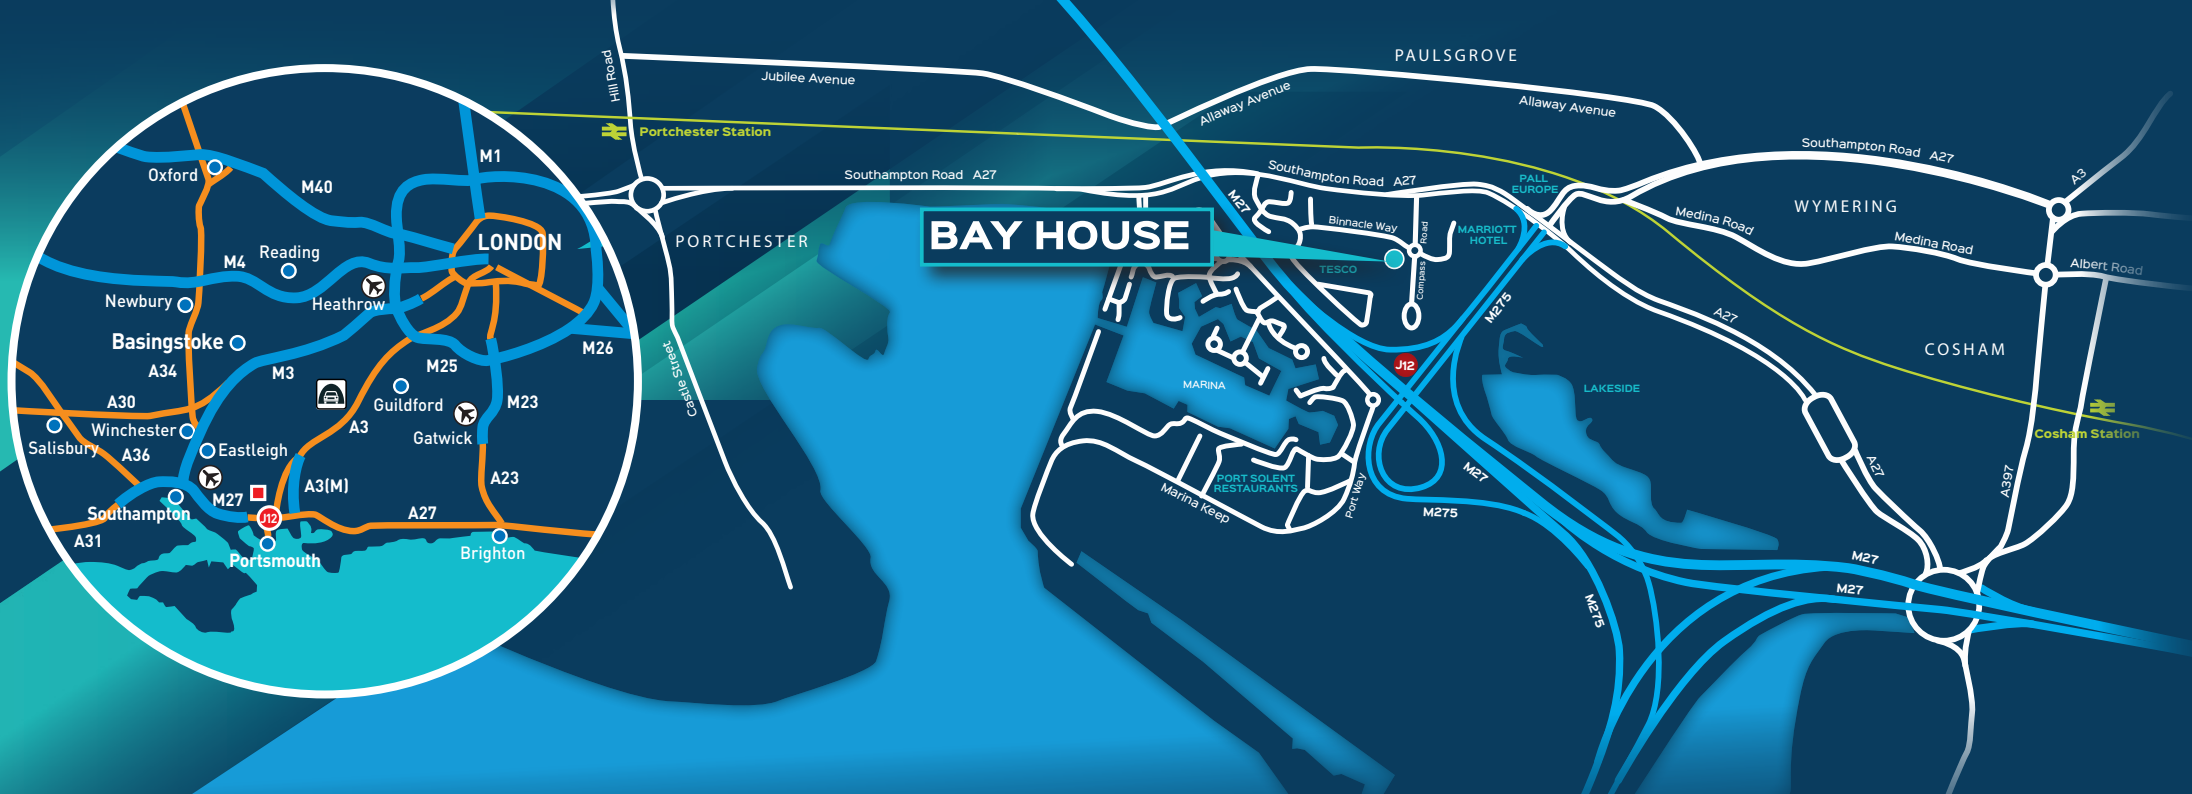 M1
Oxford
M40
LONDON
Reading
M4
Heathrow
Newbury
Basingstoke
M26
M25
M3
A34
A30
Guildford
M23
Winchester
A3
Gatwick
Salisbury
A36
Eastleigh
A23
A3(M)
M27
Southampton
J12
A27
A31
Portsmouth
Brighton
Hill Road
Jubilee Avenue
Portchester Station
Southampton Road A27
PORTCHESTER
Castle Street
PAULSGROVE
Allaway Avenue
Allaway Avenue
Southampton Road A27
Southampton Road A27
A3
PALL
EUROPE
M27
BAY HOUSE
Binnacle Way
Compass Road
MARRIOTT
HOTEL
TESCO
WYMERING
Medina Road
Medina Road
Albert Road
M275
A27
COSHAM
J12
MARINA
LAKESIDE
Cosham Station
PORT SOLENT
RESTAURANTS
Marina Keep
Port Way
M27
M275
A27
A397
M27
M27
M275